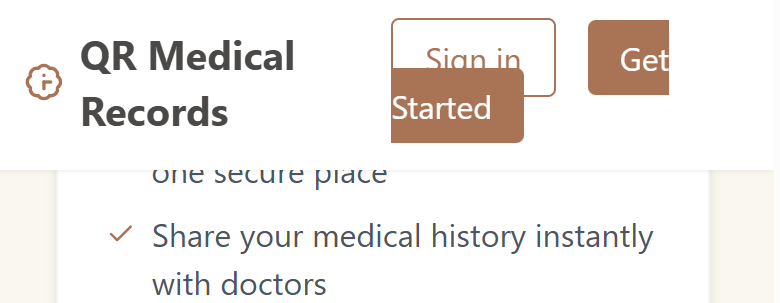 QR Medical
Records
Sign in
Get
Started
one secure place
Share your medical history instantly
with doctors